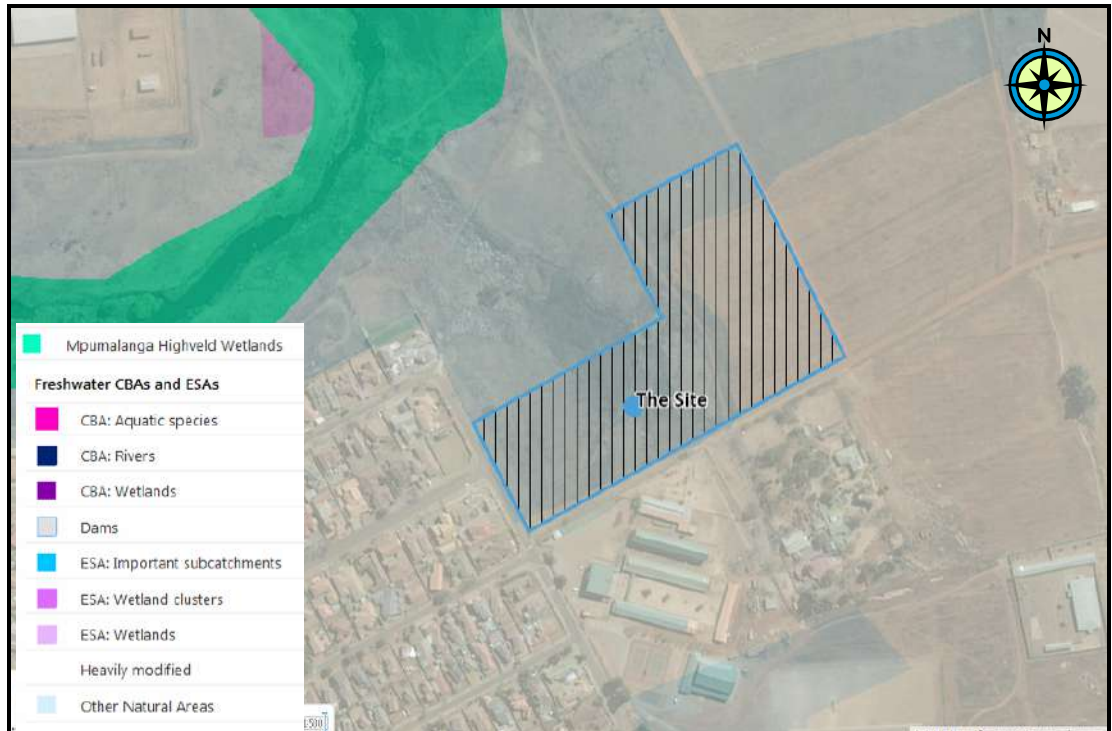 N
The Site
Mpumalanga Highveld Wetlands
Freshwater CBAs and ESAs
CBA: Aquatic species
CBA: Rivers
CBA: Wetlands
Dams
ESA: Important subcatchments
ESA: Wetland clusters
ESA: Wetlands
Heavily modified
Other Natural Areas